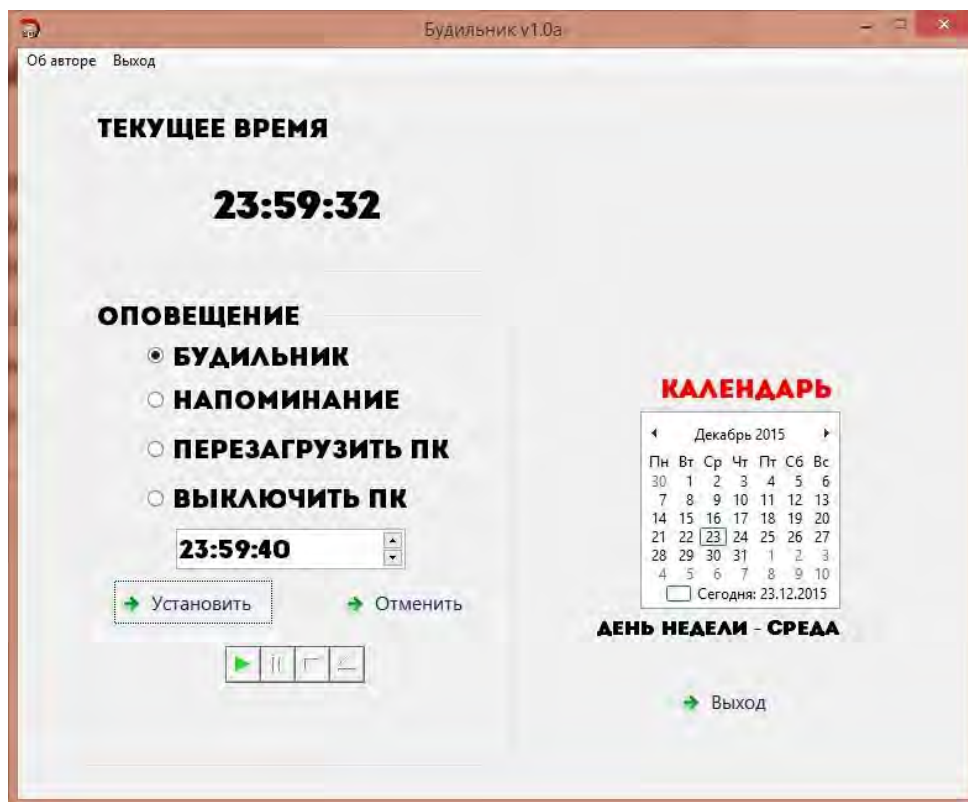 Будильник v1.0a
Об авторе Выход
ТЕКУЩЕЕ ВРЕМЯ
23:59:32
ОПОВЕЩЕНИЕ
БУДИЛЬНИК
НАПОМИНАНИЕ
ПЕРЕЗАГРУЗИТЬ ПК
ВЫКЛЮЧИТЬ ПК
23:59:40
Установить Отменить
КАЛЕНДАРЬ
Декабрь 2015
Пн Вт Ср Чт Пт Сб Вс
30 1 2 3 4 5 6
7 8 9 10 11 12 13
14 15 16 17 18 19 20
21 22 23 24 25 26 27
28 29 30 31 1 2 3
4 5 6 7 8 9 10
Сегодня: 23.12.2015
ДЕНЬ НЕДЕЛИ - СРЕДА
Выход